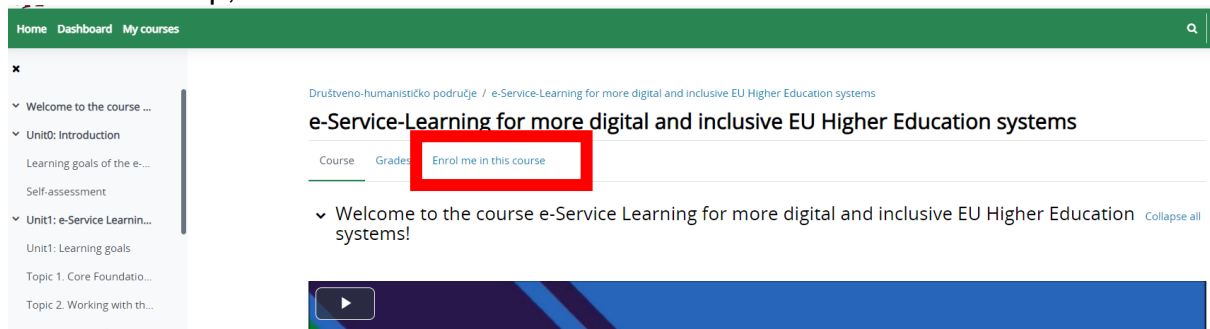 Home Dashboard My courses
Welcome to the course ...
Unit0: Introduction
Learning goals of the e-...
Self-assessment
Unit1: e-Service Learnin...
Unit1: Learning goals
Topic 1. Core Foundatio...
Topic 2. Working with th...
Društveno-humanističko područje / e-Service-Learning for more digital and inclusive EU Higher Education systems
e-Service-Learning for more digital and inclusive EU Higher Education systems
Course Grades Enrol me in this course
Welcome to the course e-Service Learning for more digital and inclusive EU Higher Education Collapse all
systems!